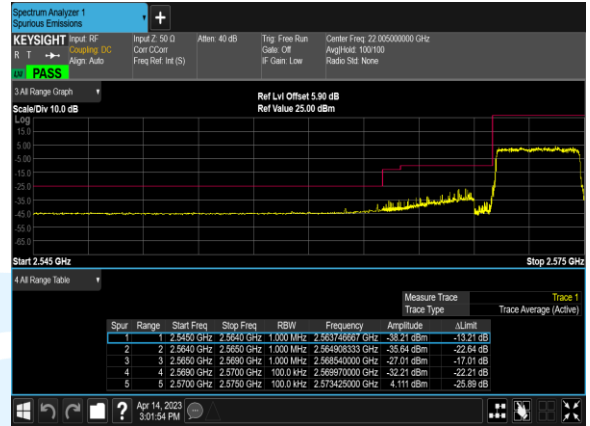 Spectrum Analyzer 1
Spurious Emissions
KEYSIGHT Input: RF Input Z: 50 Ω Atten: 40 dB Trig: Free Run Center Freq: 22.005000000 GHz
R T Coupling: DC Corr CCorr Gate: Off Avg|Hold: 100/100
Align: Auto Freq Ref: Int (S) IF Gain: Low Radio Std: None
PASS
3 All Range Graph
Ref Lvl Offset 5.90 dB
Scale/Div 10.0 dB Ref Value 25.00 dBm
Log
15.0
5.00
-5.00
-15.0
-25.0
-35.0
-45.0
-55.0
-65.0
Start 2.545 GHz Stop 2.575 GHz
4 All Range Table
Measure Trace Trace 1
Trace Type Trace Average (Active)
Spur Range Start Freq Stop Freq RBW Frequency Amplitude ΔLimit
1 1 2.5450 GHz 2.5640 GHz 1.000 MHz 2.563746667 GHz -38.21 dBm -13.21 dB
2 2 2.5640 GHz 2.5650 GHz 1.000 MHz 2.564908333 GHz -35.64 dBm -22.64 dB
3 3 2.5650 GHz 2.5690 GHz 1.000 MHz 2.568540000 GHz -27.01 dBm -17.01 dB
4 4 2.5690 GHz 2.5700 GHz 100.0 kHz 2.569970000 GHz -32.21 dBm -22.21 dB
5 5 2.5700 GHz 2.5750 GHz 100.0 kHz 2.573425000 GHz 4.111 dBm -25.89 dB
Apr 14, 2023
3:01:54 PM